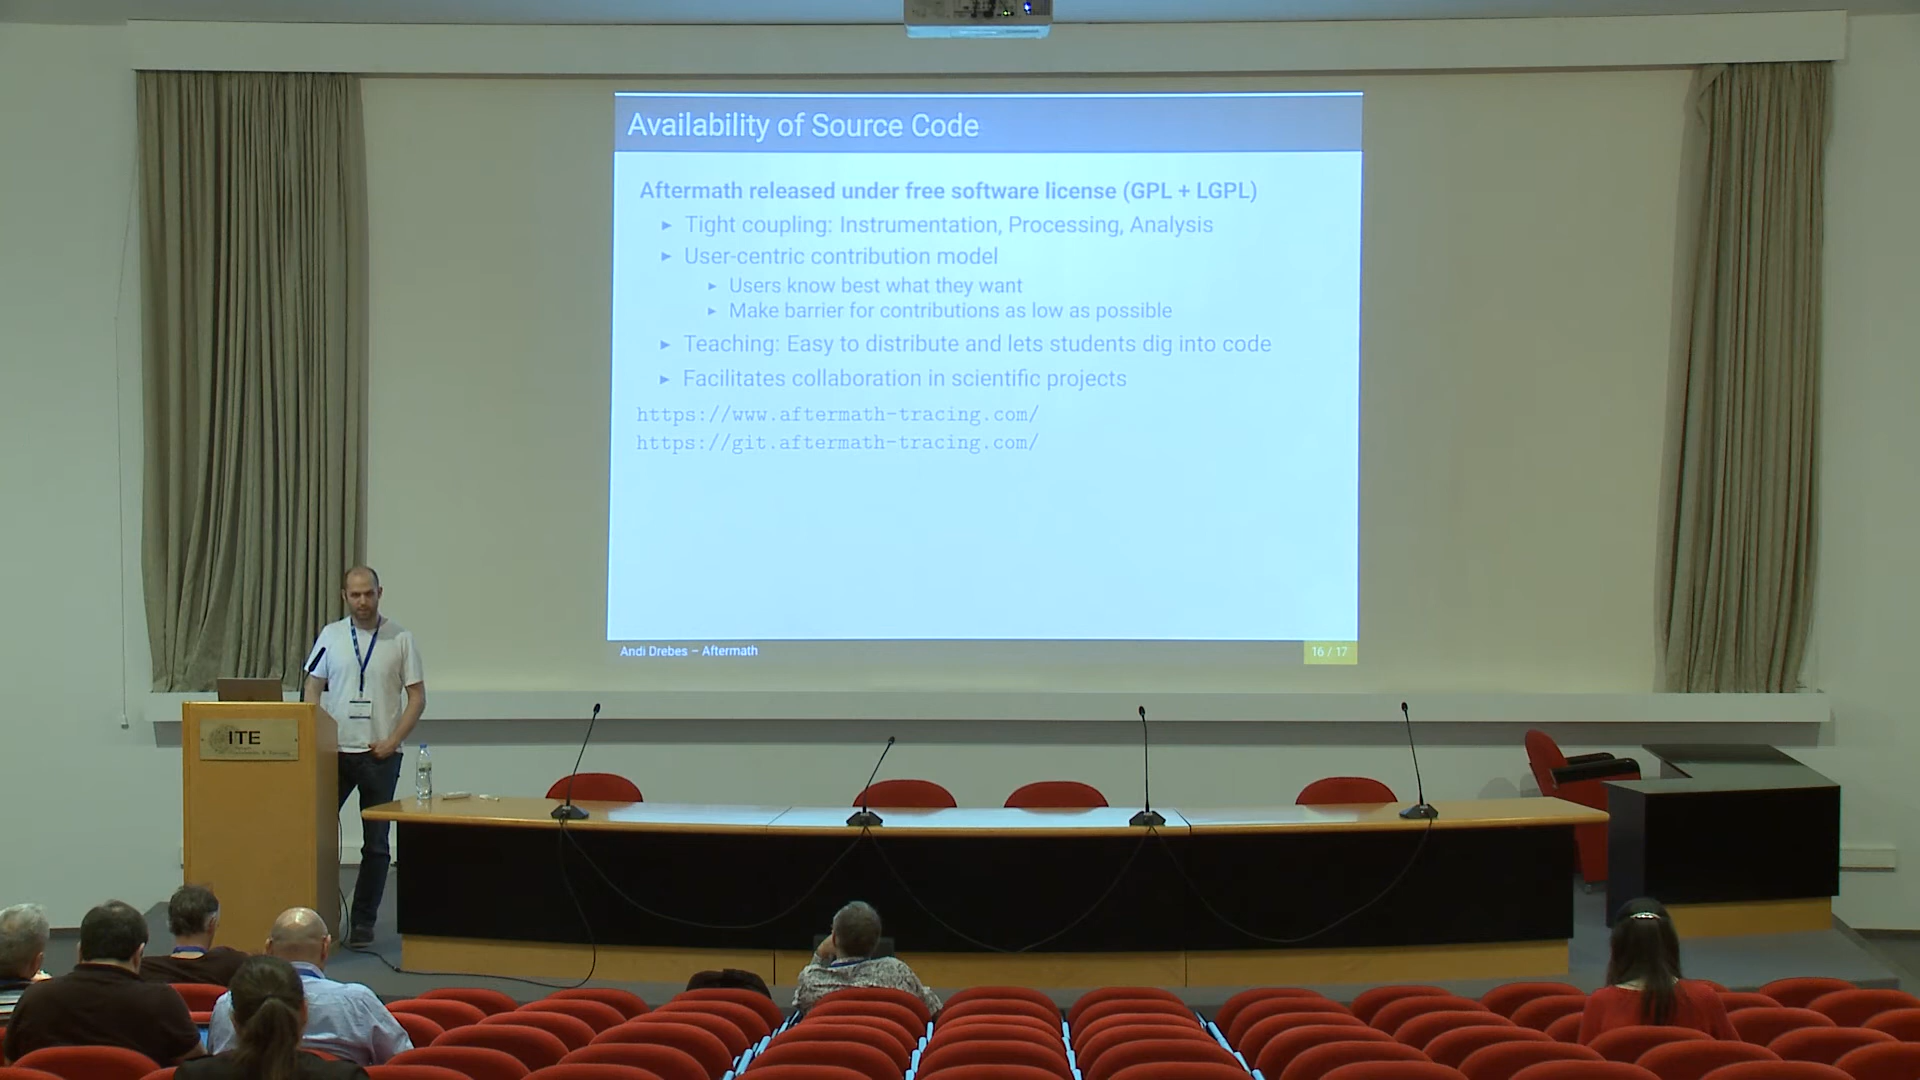 Availability of Source Code
Aftermath released under free software license (GPL + LGPL)
► Tight coupling: Instrumentation, Processing, Analysis
► User-centric contribution model
► Users know best what they want
► Make barrier for contributions as low as possible
► Teaching: Easy to distribute and lets students dig into code
► Facilitates collaboration in scientific projects
https://www.aftermath-tracing.com/
https://git.aftermath-tracing.com/
Andi Drebes – Aftermath
16 / 17
ITE